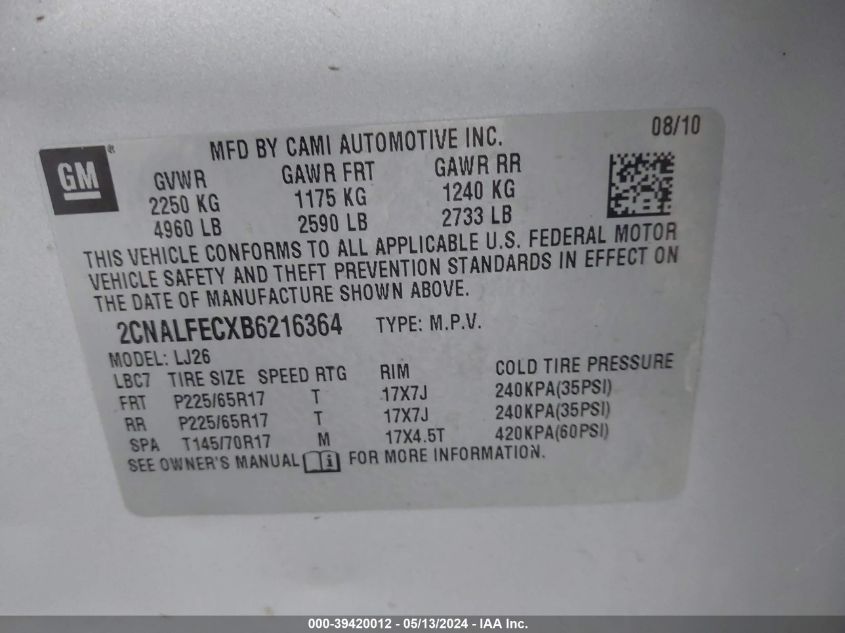 08/10
MFD BY CAMI AUTOMOTIVE INC.
GM®
GVWR GAWR FRT GAWR RR
2250 KG 1175 KG 1240 KG
4960 LB 2590 LB 2733 LB
THIS VEHICLE CONFORMS TO ALL APPLICABLE U.S. FEDERAL MOTOR
VEHICLE SAFETY AND THEFT PREVENTION STANDARDS IN EFFECT ON
THE DATE OF MANUFACTURE SHOWN ABOVE.
2CNALFECXB6216364 TYPE: M.P.V.
MODEL: LJ26
LBC7 TIRE SIZE SPEED RTG RIM COLD TIRE PRESSURE
FRT P225/65R17 T 17X7J 240KPA(35PSI)
RR P225/65R17 T 17X7J 240KPA(35PSI)
SPA T145/70R17 M 17X4.5T 420KPA(60PSI)
SEE OWNER'S MANUAL i FOR MORE INFORMATION.
000-39420012 - 05/13/2024 - IAA Inc.